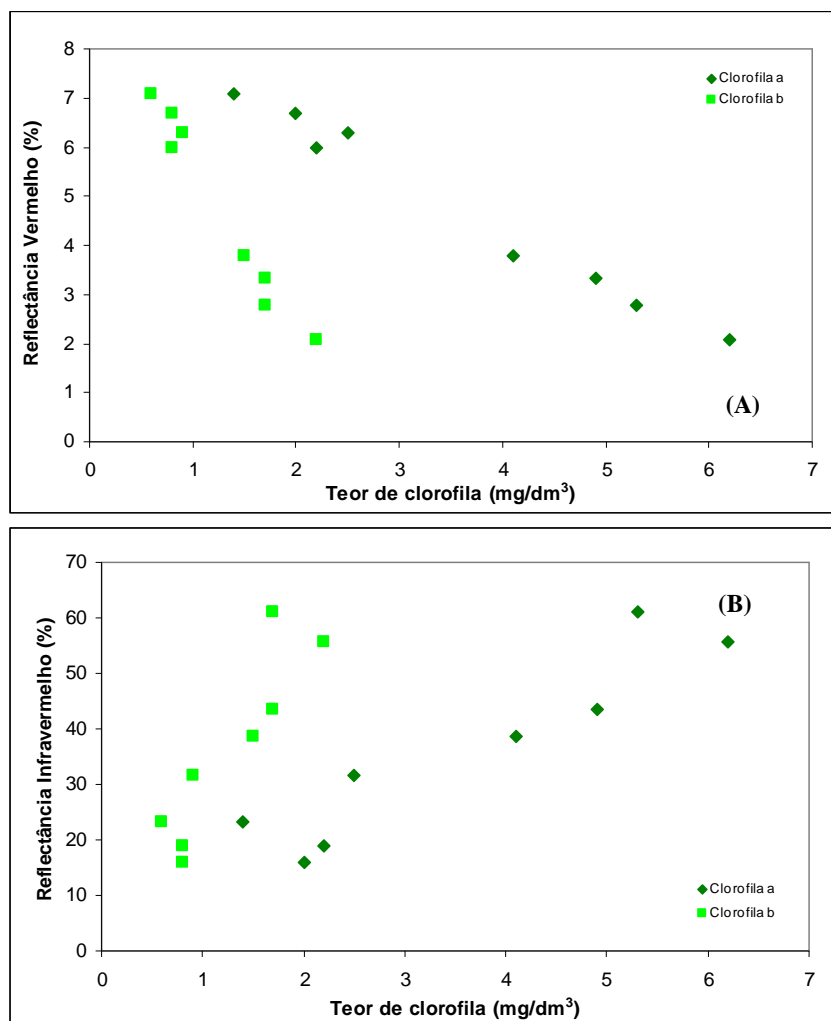 8
7
6
5
4
3
2
1
0
Reflectância Vermelho (%)
Clorofila a
Clorofila b
(A)
0 1 2 3 4 5 6 7
Teor de clorofila (mg/dm³)
70
60
50
40
30
20
10
0
Reflectância Infravermelho (%)
(B)
Clorofila a
Clorofila b
0 1 2 3 4 5 6 7
Teor de clorofila (mg/dm³)